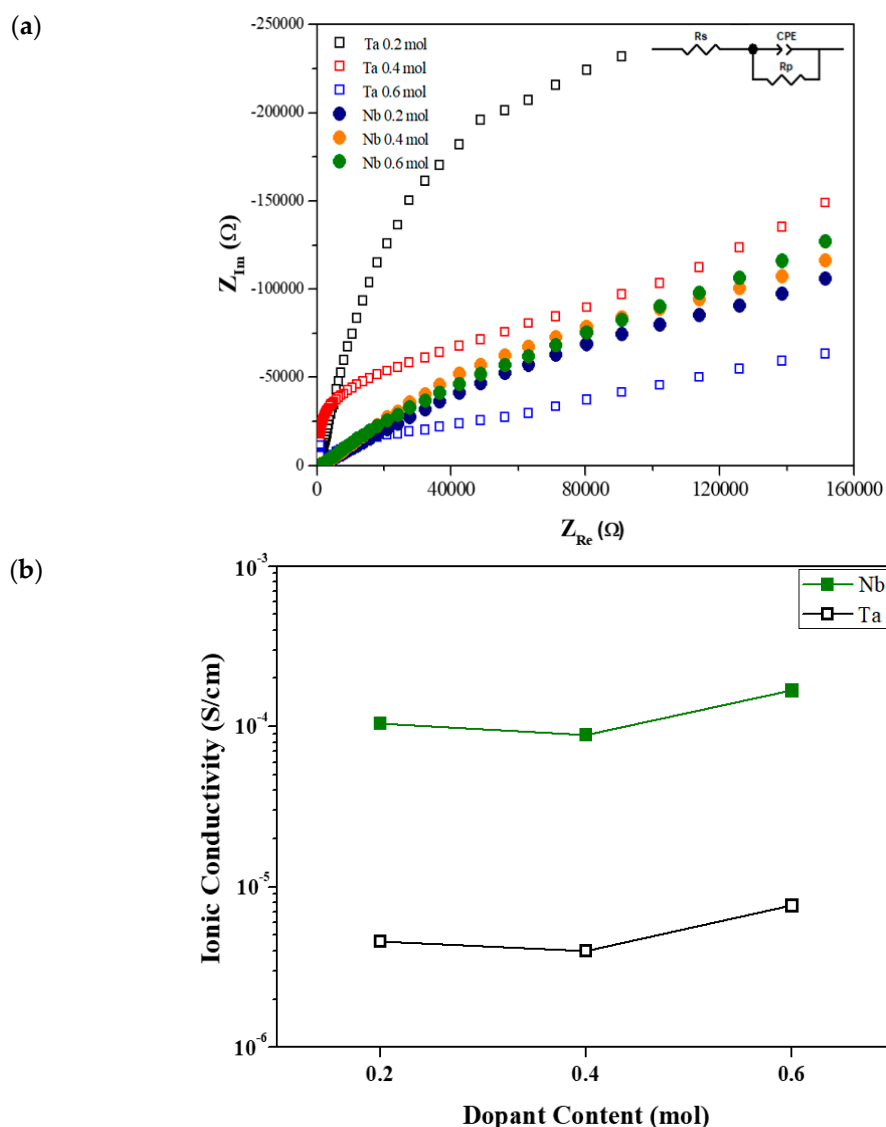 (a)
-250000
-200000
-150000
-100000
-50000
0
Z_Im (Ω)
Ta 0.2 mol
Ta 0.4 mol
Ta 0.6 mol
Nb 0.2 mol
Nb 0.4 mol
Nb 0.6 mol
Rs
CPE
Rp
0 40000 80000 120000 160000
Z_Re (Ω)
(b)
10^-3
10^-4
10^-5
10^-6
Ionic Conductivity (S/cm)
Nb
Ta
0.2 0.4 0.6
Dopant Content (mol)